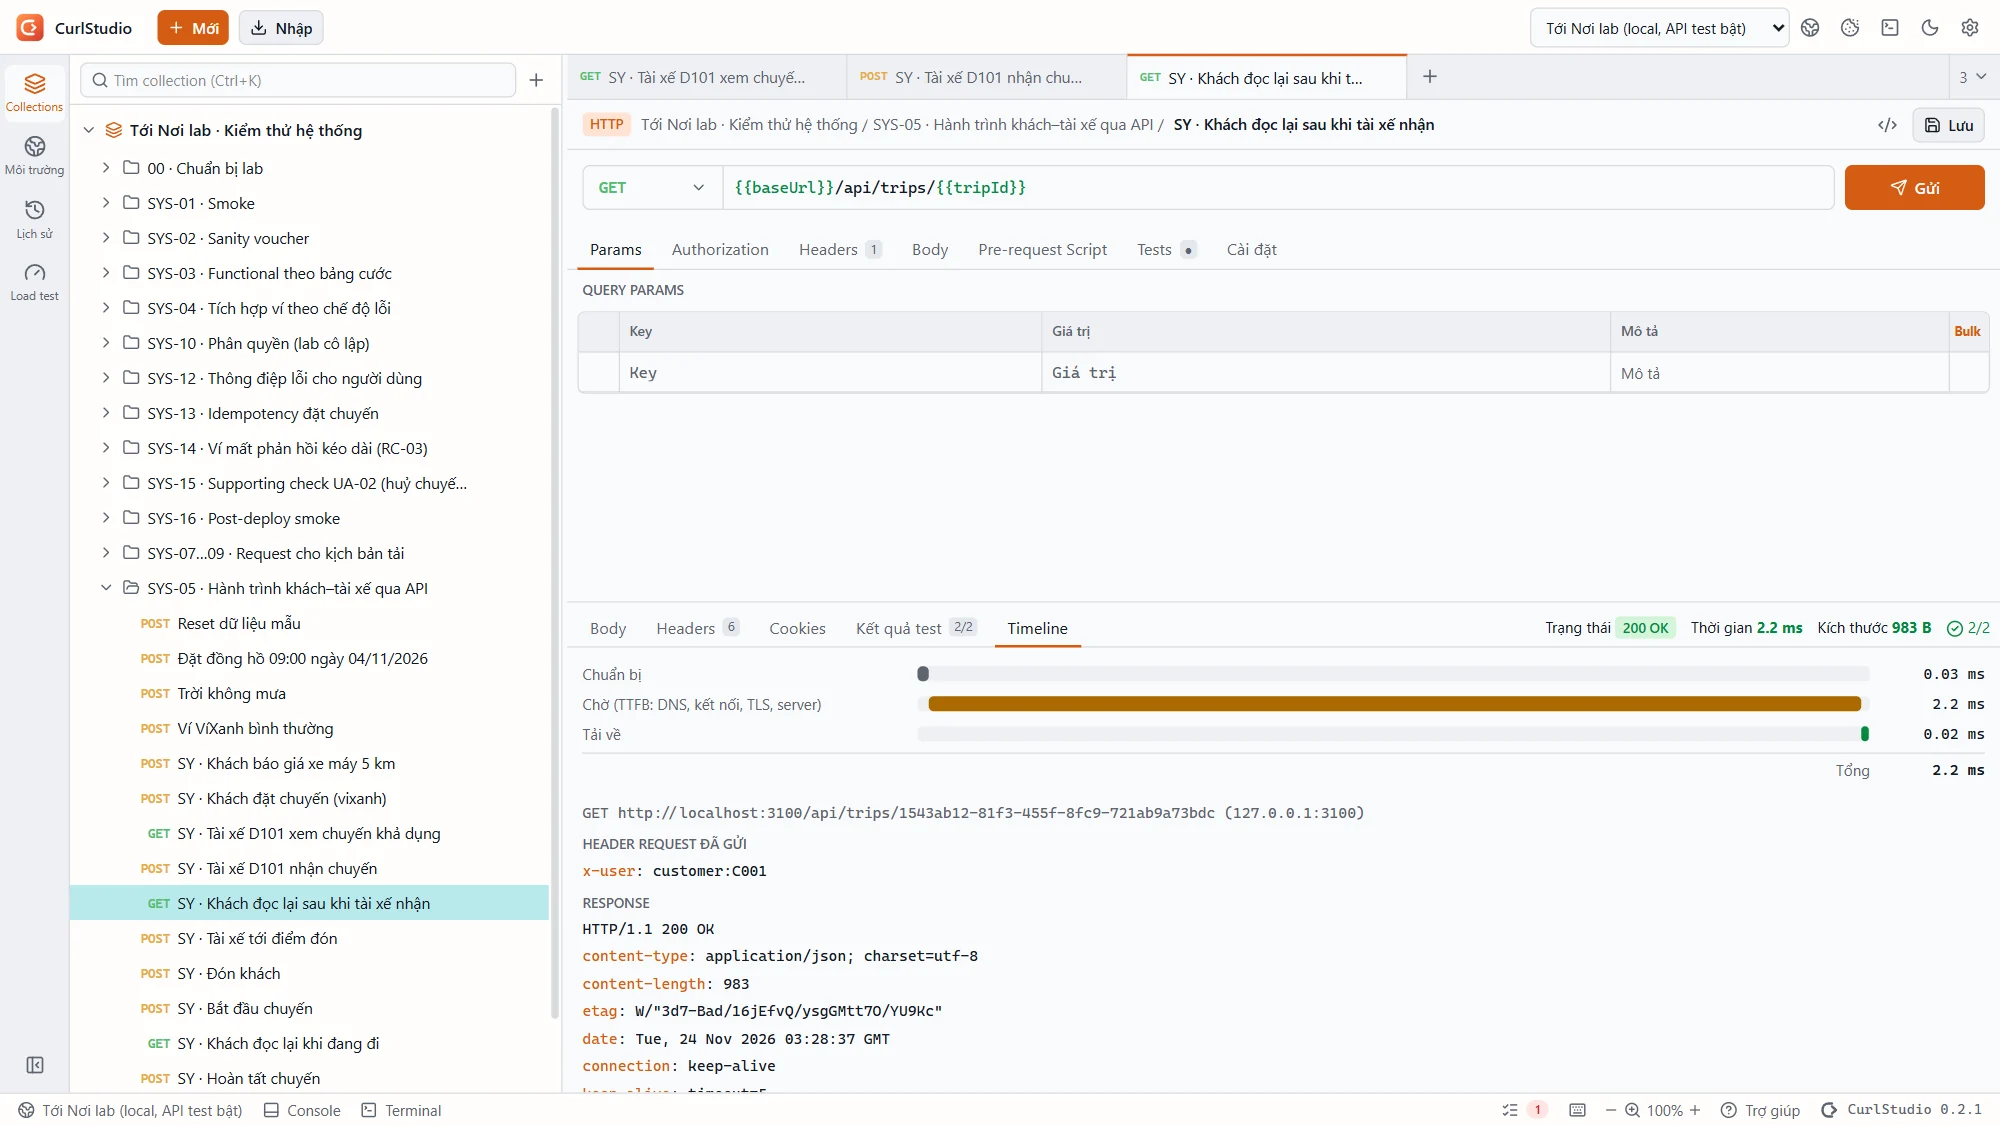 CurlStudio
Mới
Nhập
Tới Nơi lab (local, API test bật)
Collections
Môi trường
Lịch sử
Load test
Tìm collection (Ctrl+K)
Tới Nơi lab · Kiểm thử hệ thống
00 · Chuẩn bị lab
SYS-01 · Smoke
SYS-02 · Sanity voucher
SYS-03 · Functional theo bảng cước
SYS-04 · Tích hợp ví theo chế độ lỗi
SYS-10 · Phân quyền (lab cô lập)
SYS-12 · Thông điệp lỗi cho người dùng
SYS-13 · Idempotency đặt chuyến
SYS-14 · Ví mất phản hồi kéo dài (RC-03)
SYS-15 · Supporting check UA-02 (huỷ chuyế...
SYS-16 · Post-deploy smoke
SYS-07...09 · Request cho kịch bản tải
SYS-05 · Hành trình khách–tài xế qua API
POST Reset dữ liệu mẫu
POST Đặt đồng hồ 09:00 ngày 04/11/2026
POST Trời không mưa
POST Ví ViXanh bình thường
POST SY · Khách báo giá xe máy 5 km
POST SY · Khách đặt chuyến (vixanh)
GET SY · Tài xế D101 xem chuyến khả dụng
POST SY · Tài xế D101 nhận chuyến
GET SY · Khách đọc lại sau khi tài xế nhận
POST SY · Tài xế tới điểm đón
POST SY · Đón khách
POST SY · Bắt đầu chuyến
GET SY · Khách đọc lại khi đang đi
POST SY · Hoàn tất chuyến
GET SY · Tài xế D101 xem chuyế...
POST SY · Tài xế D101 nhận chu...
GET SY · Khách đọc lại sau khi t...
3
HTTP Tới Nơi lab · Kiểm thử hệ thống / SYS-05 · Hành trình khách–tài xế qua API / SY · Khách đọc lại sau khi tài xế nhận
</>
Lưu
GET
{{baseUrl}}/api/trips/{{tripId}}
Gửi
Params
Authorization
Headers 1
Body
Pre-request Script
Tests
Cài đặt
QUERY PARAMS
Key Giá trị Mô tả Bulk
Key Giá trị Mô tả
Body
Headers 6
Cookies
Kết quả test 2/2
Timeline
Trạng thái 200 OK Thời gian 2.2 ms Kích thước 983 B 2/2
Chuẩn bị 0.03 ms
Chờ (TTFB: DNS, kết nối, TLS, server) 2.2 ms
Tải về 0.02 ms
Tổng 2.2 ms
GET http://localhost:3100/api/trips/1543ab12-81f3-455f-8fc9-721ab9a73bdc (127.0.0.1:3100)
HEADER REQUEST ĐÃ GỬI
x-user: customer:C001
RESPONSE
HTTP/1.1 200 OK
content-type: application/json; charset=utf-8
content-length: 983
etag: W/"3d7-Bad/16jEfvQ/ysgGMtt7O/YU9Kc"
date: Tue, 24 Nov 2026 03:28:37 GMT
connection: keep-alive
keep-alive: timeout=5
Tới Nơi lab (local, API test bật)
Console
Terminal
1
100%
Trợ giúp
CurlStudio 0.2.1